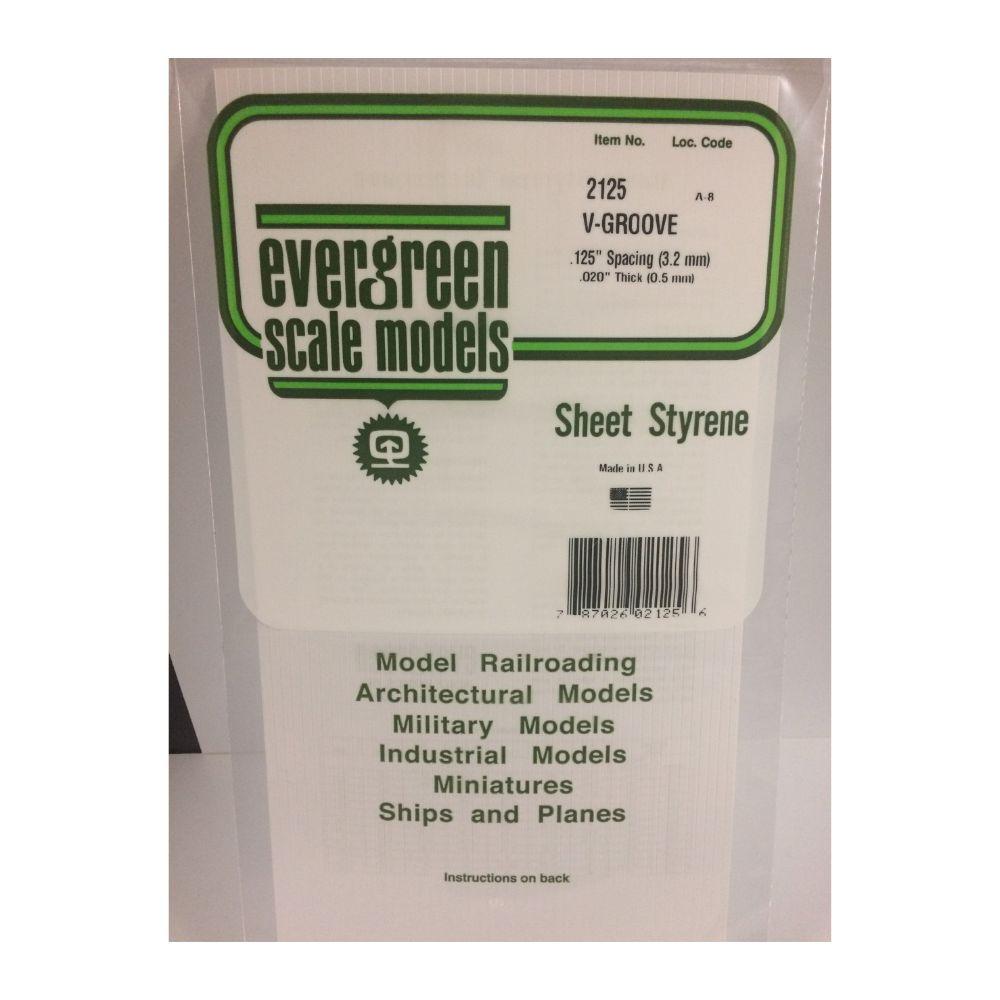 Item No. Loc. Code
2125 A-8
V-GROOVE
.125" Spacing (3.2 mm)
.020" Thick (0.5 mm)
evergreen
scale models
Sheet Styrene
Made in U.S.A
7 87026 02125 6
Model Railroading
Architectural Models
Military Models
Industrial Models
Miniatures
Ships and Planes
Instructions on back